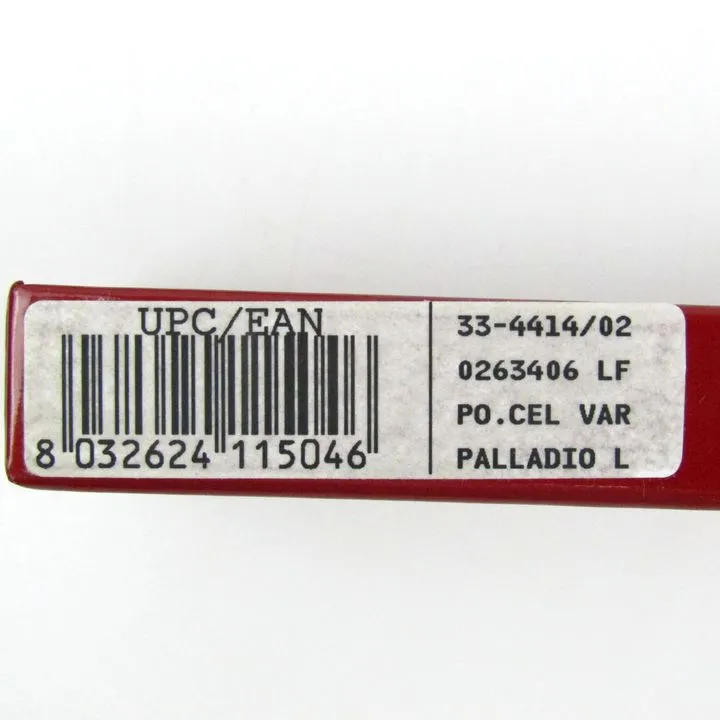 UPC/EAN
8 032624 115046
33-4414/02
0263406 LF
PO.CEL VAR
PALLADIO L